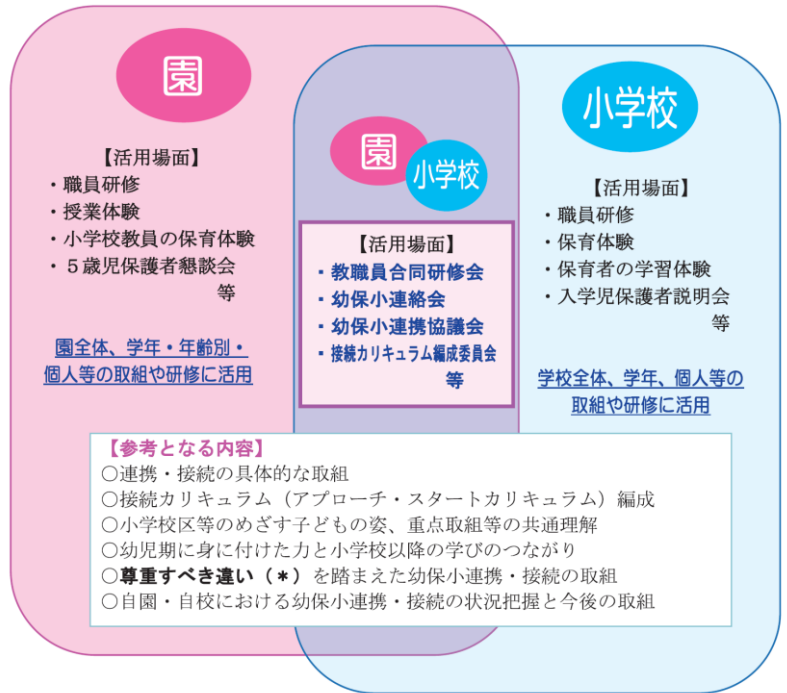 園
【活用場面】
・職員研修
・授業体験
・小学校教員の保育体験
・５歳児保護者懇談会
等
園全体、学年・年齢別・
個人等の取組や研修に活用
園
小学校
【活用場面】
・教職員合同研修会
・幼保小連絡会
・幼保小連携協議会
・接続カリキュラム編成委員会
等
小学校
【活用場面】
・職員研修
・保育体験
・保育者の学習体験
・入学児保護者説明会
等
学校全体、学年、個人等の
取組や研修に活用
【参考となる内容】
○連携・接続の具体的な取組
○接続カリキュラム（アプローチ・スタートカリキュラム）編成
○小学校区等のめざす子どもの姿、重点取組等の共通理解
○幼児期に身に付けた力と小学校以降の学びのつながり
○尊重すべき違い（＊）を踏まえた幼保小連携・接続の取組
○自園・自校における幼保小連携・接続の状況把握と今後の取組